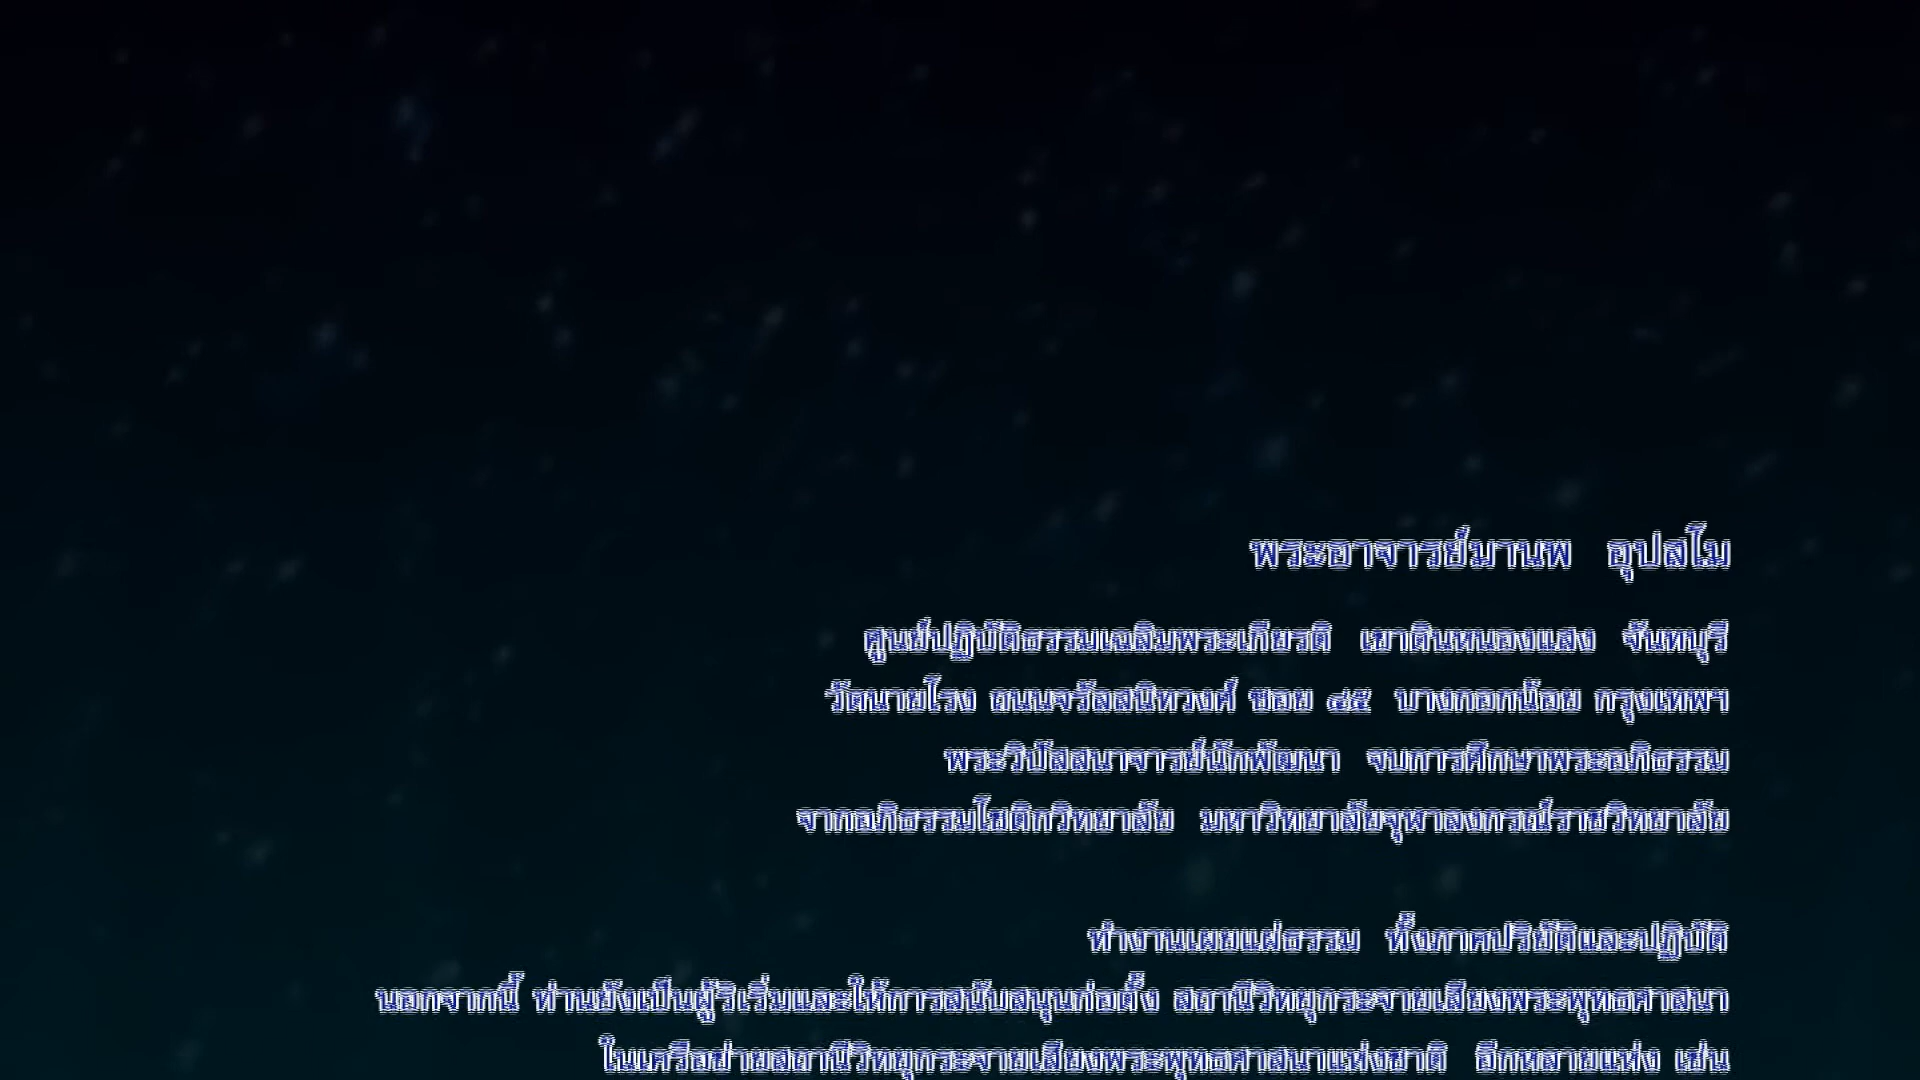 พระอาจารย์มานพ อุปสโม
ศูนย์ปฏิบัติธรรมเฉลิมพระเกียรติ เขาดินหนองแสง จันทบุรี
วัดนายโรง ถนนจรัลสนิทวงศ์ ซอย ๔๕ บางกอกน้อย กรุงเทพฯ
พระวิปัสสนาจารย์นักพัฒนา จบการศึกษาพระอภิธรรม
จากอภิธรรมโชติกวิทยาลัย มหาวิทยาลัยจุฬาลงกรณ์ราชวิทยาลัย
ทำงานเผยแผ่ธรรม ทั้งภาคปริยัติและปฏิบัติ
นอกจากนี้ ท่านยังเป็นผู้ริเริ่มและให้การสนับสนุนก่อตั้ง สถานีวิทยุกระจายเสียงพระพุทธศาสนา
ในเครือข่ายสถานีวิทยุกระจายเสียงพระพุทธศาสนาแห่งชาติ อีกหลายแห่ง เช่น